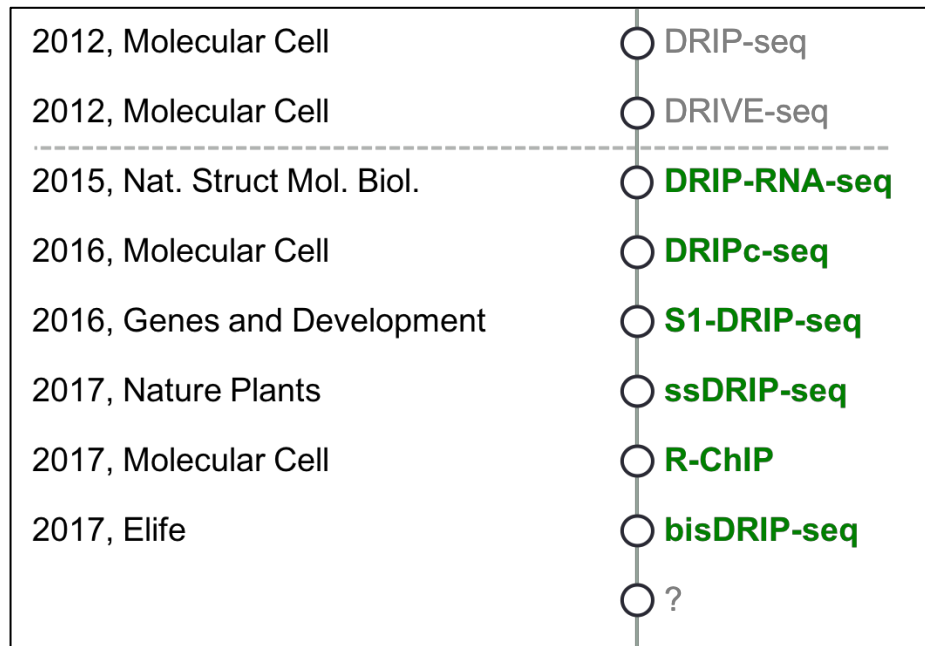 2012, Molecular Cell DRIP-seq
2012, Molecular Cell DRIVE-seq
2015, Nat. Struct Mol. Biol. DRIP-RNA-seq
2016, Molecular Cell DRIPc-seq
2016, Genes and Development S1-DRIP-seq
2017, Nature Plants ssDRIP-seq
2017, Molecular Cell R-ChIP
2017, Elife bisDRIP-seq
?